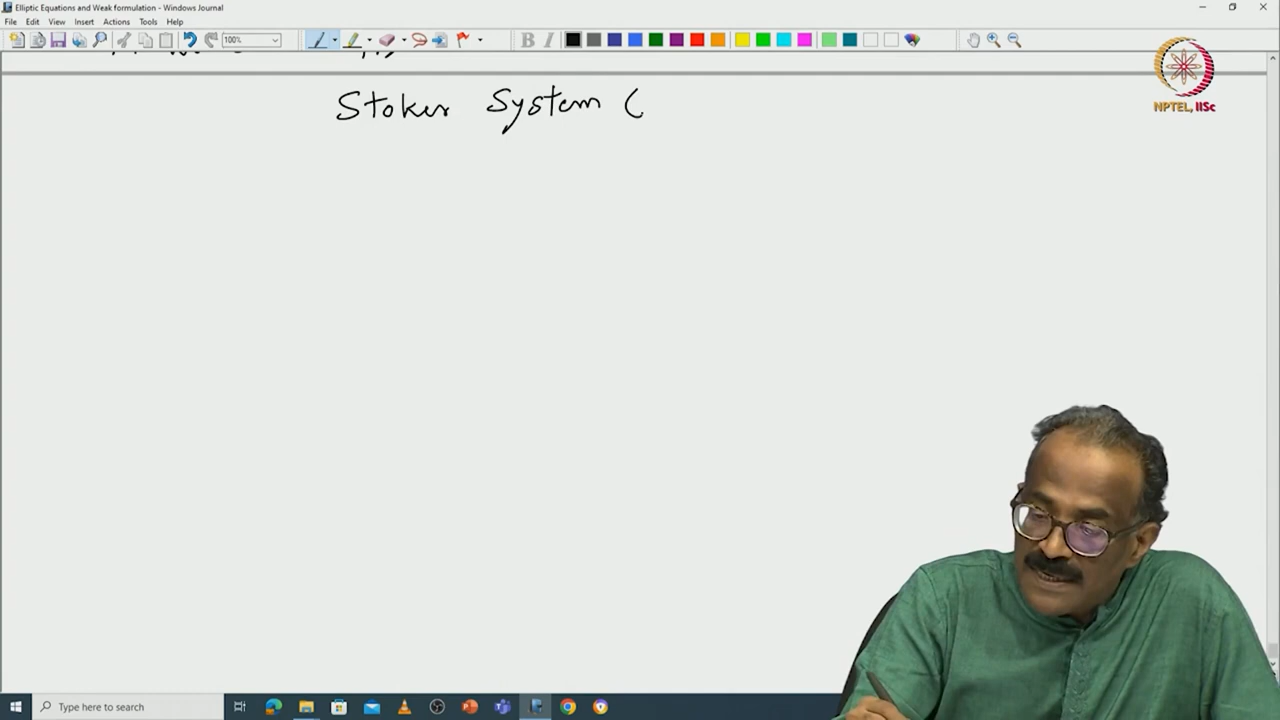 Elliptic Equations and Weak formulation - Windows Journal
File Edit View Insert Actions Tools Help
100%
B I
NPTEL, IISc
Stokes System (
Type here to search